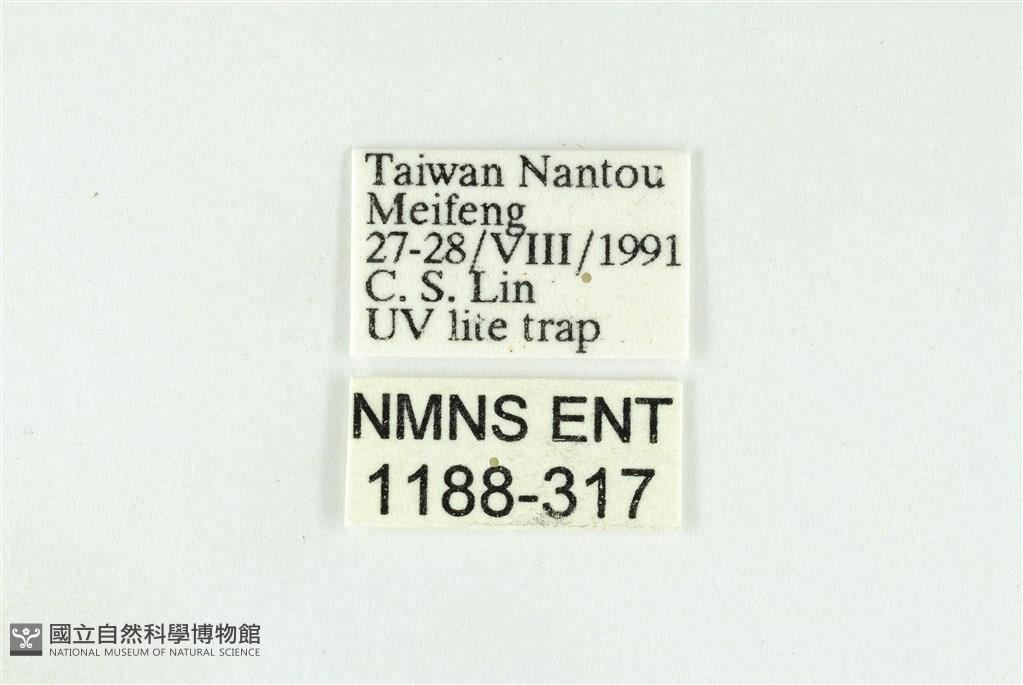 Taiwan Nantou
Meifeng
27-28/VIII/1991
C. S. Lin
UV lite trap
NMNS ENT
1188-317
國立自然科學博物館
NATIONAL MUSEUM OF NATURAL SCIENCE